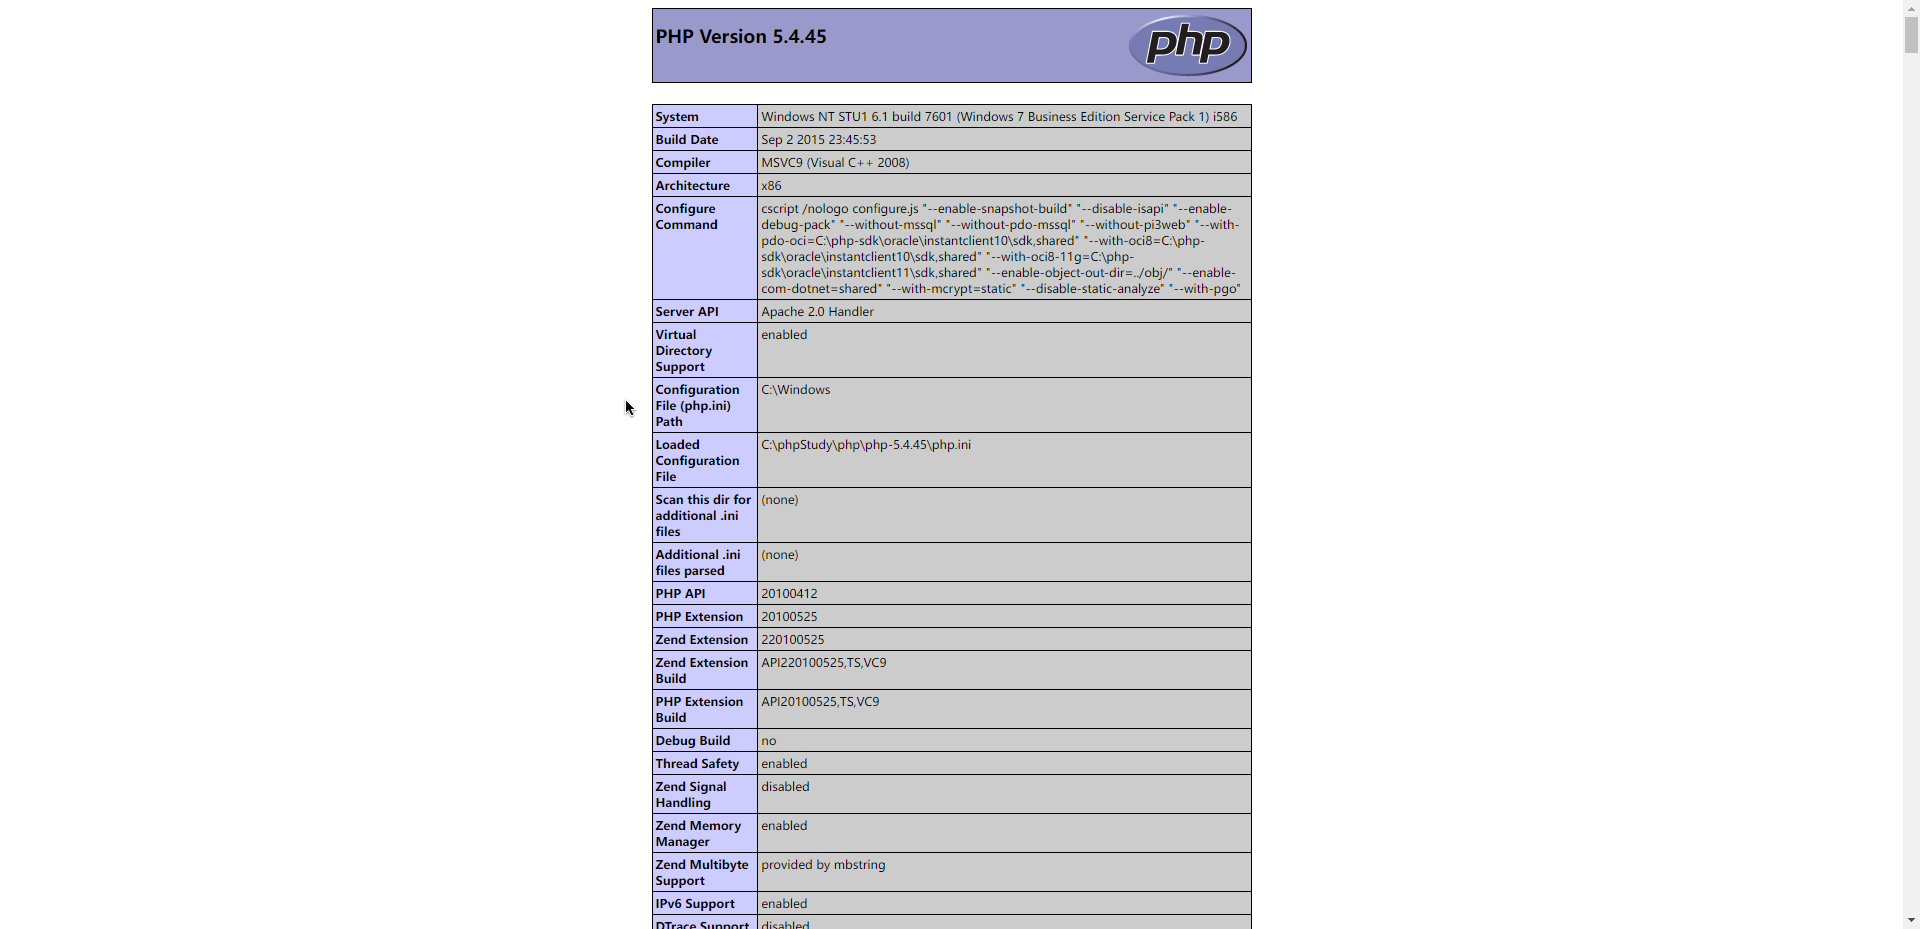 PHP Version 5.4.45
php
System Windows NT STU1 6.1 build 7601 (Windows 7 Business Edition Service Pack 1) i586
Build Date Sep 2 2015 23:45:53
Compiler MSVC9 (Visual C++ 2008)
Architecture x86
Configure
Command
cscript /nologo configure.js "--enable-snapshot-build" "--disable-isapi" "--enable-
debug-pack" "--without-mssql" "--without-pdo-mssql" "--without-pi3web" "--with-
pdo-oci=C:\php-sdk\oracle\instantclient10\sdk,shared" "--with-oci8=C:\php-
sdk\oracle\instantclient10\sdk,shared" "--with-oci8-11g=C:\php-
sdk\oracle\instantclient11\sdk,shared" "--enable-object-out-dir=../obj/" "--enable-
com-dotnet=shared" "--with-mcrypt=static" "--disable-static-analyze" "--with-pgo"
Server API Apache 2.0 Handler
Virtual
Directory
Support
enabled
Configuration
File (php.ini)
Path
C:\Windows
Loaded
Configuration
File
C:\phpStudy\php\php-5.4.45\php.ini
Scan this dir for
additional .ini
files
(none)
Additional .ini
files parsed
(none)
PHP API 20100412
PHP Extension 20100525
Zend Extension 220100525
Zend Extension
Build
API220100525,TS,VC9
PHP Extension
Build
API20100525,TS,VC9
Debug Build no
Thread Safety enabled
Zend Signal
Handling
disabled
Zend Memory
Manager
enabled
Zend Multibyte
Support
provided by mbstring
IPv6 Support enabled
DTrace Support disabled